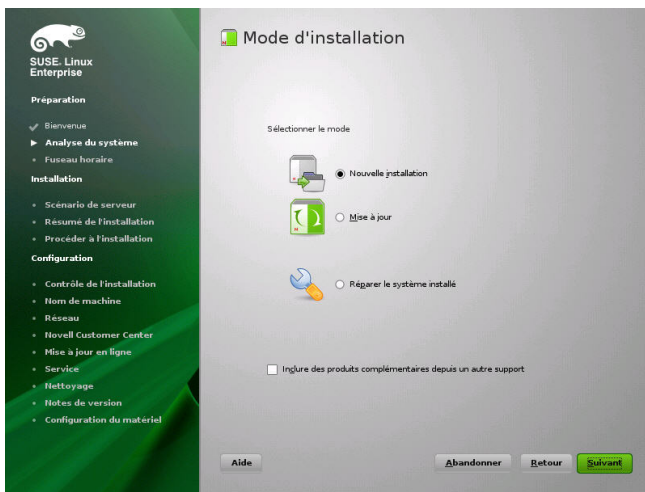 SUSE. Linux
Enterprise
Préparation
Bienvenue
Analyse du système
Fuseau horaire
Installation
Scénario de serveur
Résumé de l'installation
Procéder à l'installation
Configuration
Contrôle de l'installation
Nom de machine
Réseau
Novell Customer Center
Mise à jour en ligne
Service
Nettoyage
Notes de version
Configuration du matériel
Mode d'installation
Sélectionner le mode
Nouvelle installation
Mise à jour
Réparer le système installé
Inclure des produits complémentaires depuis un autre support
Aide
Abandonner
Retour
Suivant